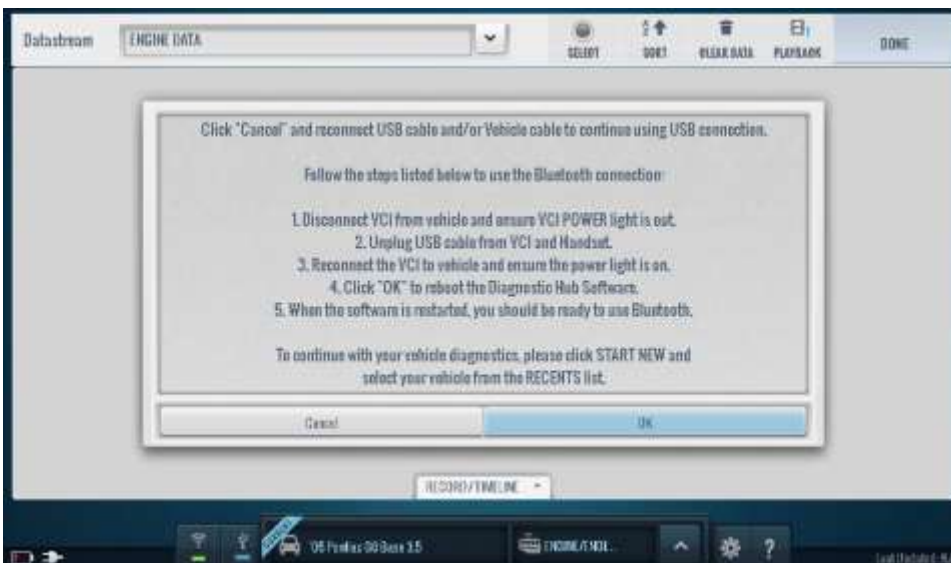 Datastream
ENGINE DATA
SELECT
SORT
CLEAR DATA
PLAYBACK
DONE
Click "Cancel" and reconnect USB cable and/or Vehicle cable to continue using USB connection.
Follow the steps listed below to use the Bluetooth connection:
1. Disconnect VCI from vehicle and ensure VCI POWER light is out.
2. Unplug USB cable from VCI and Handset.
3. Reconnect the VCI to vehicle and ensure the power light is on.
4. Click "OK" to reboot the Diagnostic Hub Software.
5. When the software is restarted, you should be ready to use Bluetooth.
To continue with your vehicle diagnostics, please click START NEW and
select your vehicle from the RECENTS list.
Cancel
OK
RECORD/TIMELINE
'06 Pontiac G6 Base 3.5
ENGINE/ENGI...
?
Last Updated: